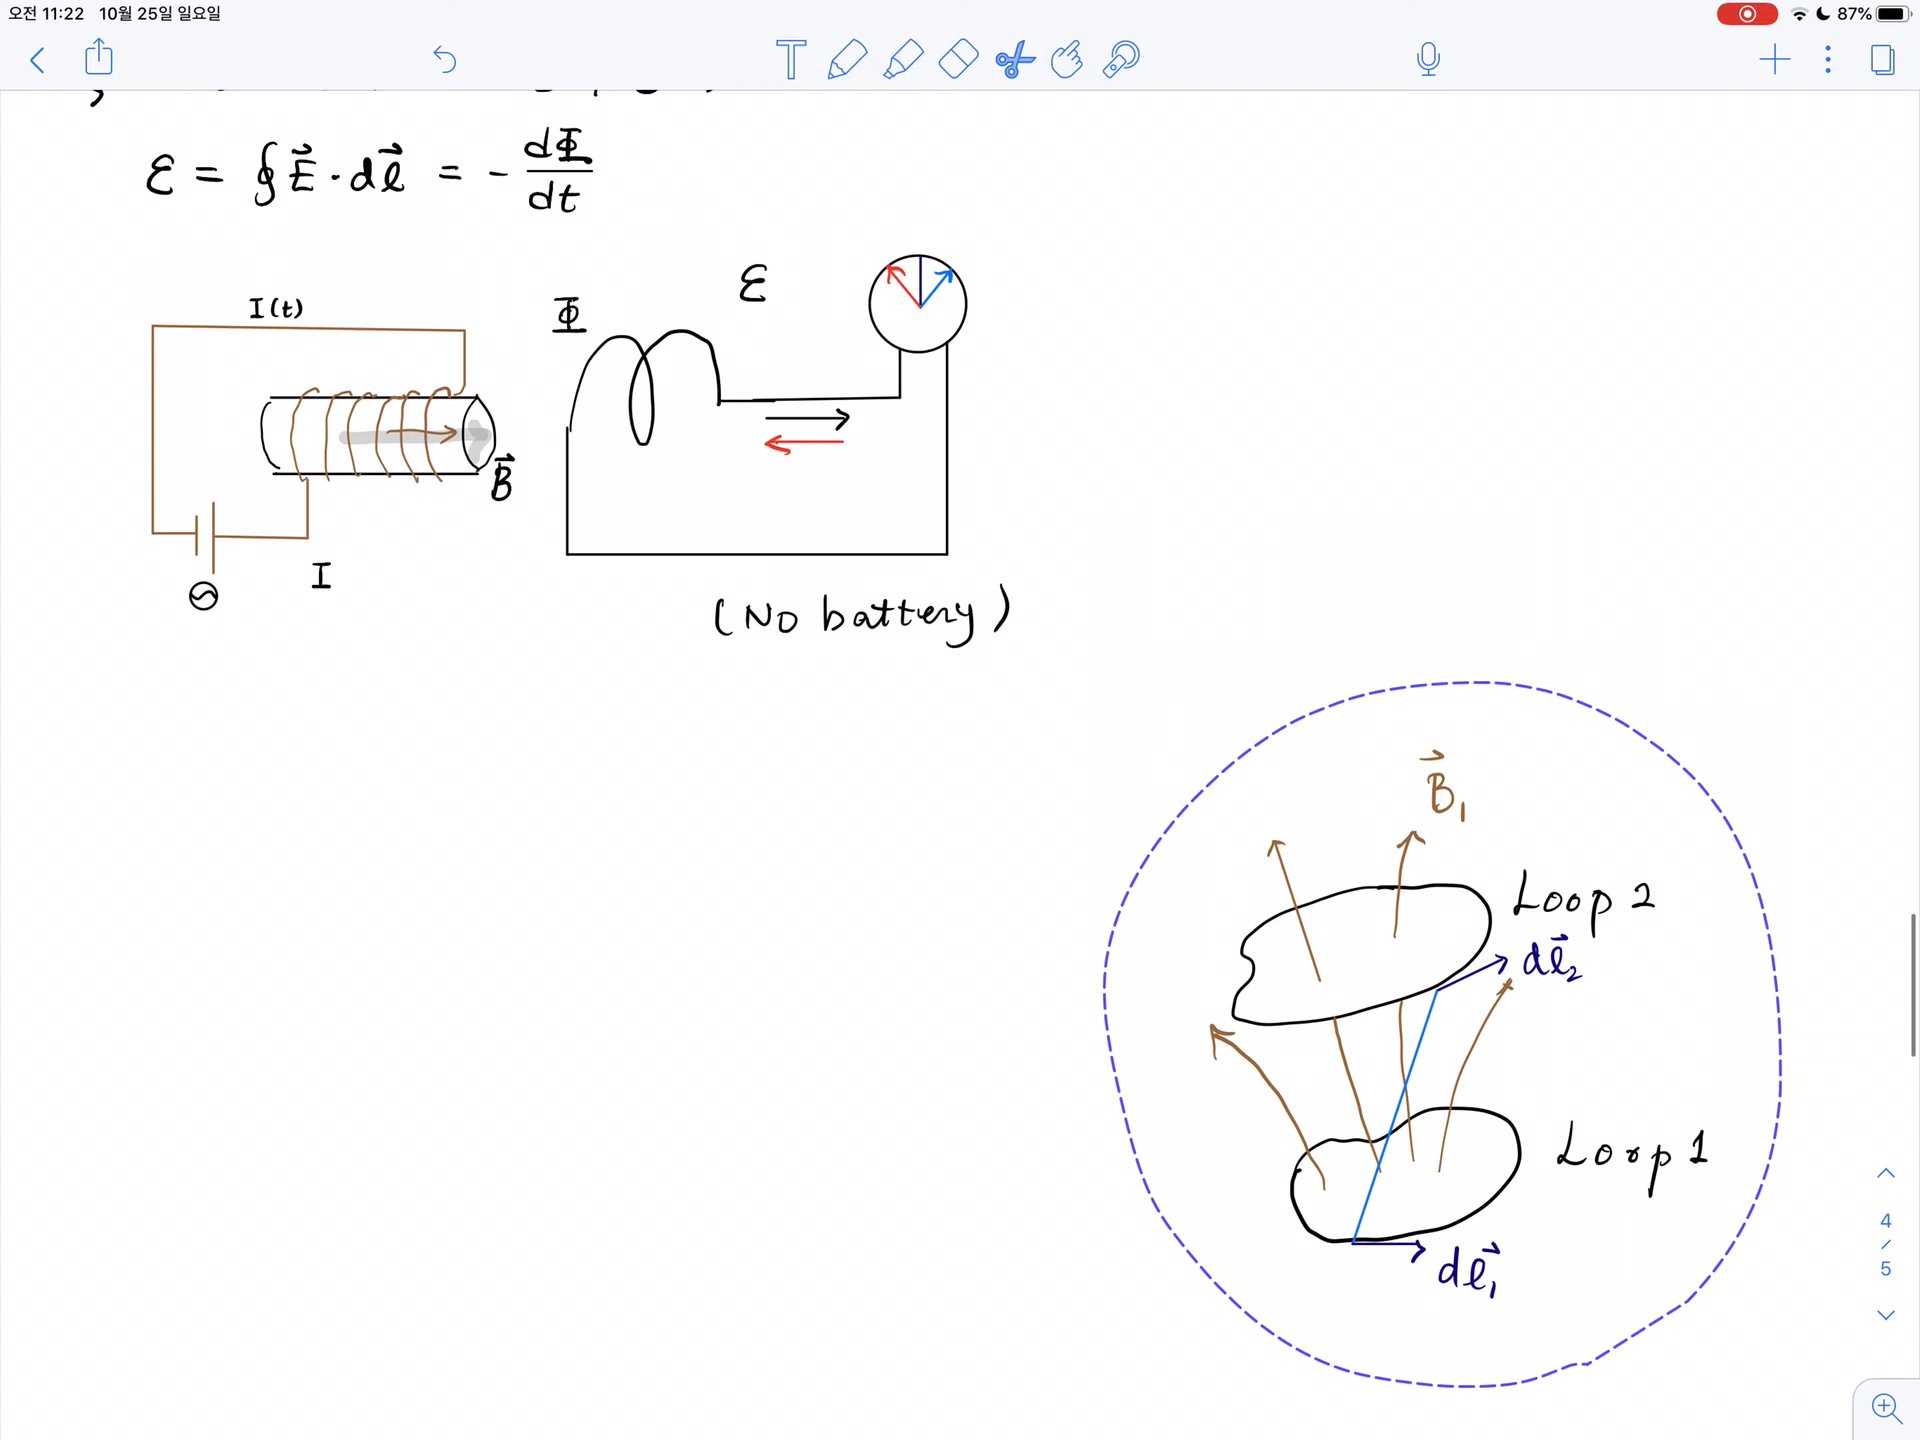 오전 11:22 10월 25일 일요일
87%
ℰ = ∮E⃗·dℓ⃗ = - dΦ/dt
ℰ
I(t)
Φ
B⃗
I
(No battery)
B⃗₁
Loop 2
dℓ⃗₂
Loop 1
dℓ⃗₁
4
/
5